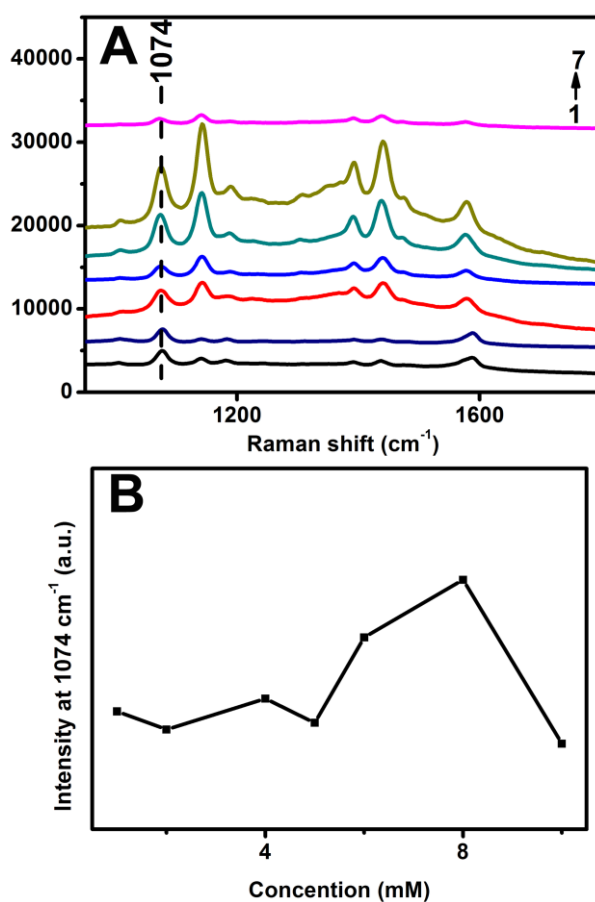 A
1074
7
1
40000
30000
20000
10000
0
1200
1600
Raman shift (cm⁻¹)
B
Intensity at 1074 cm⁻¹ (a.u.)
4
8
Concention (mM)